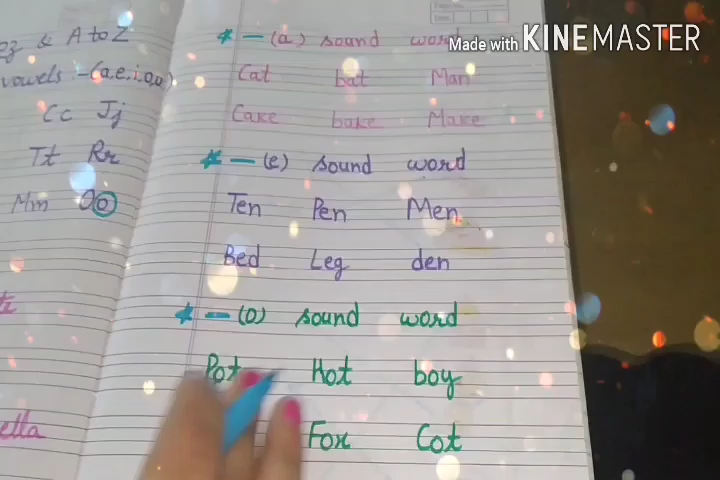 & A to Z
vowels :- (a,e,i,o,u)
Cc Jj
Tt Rr
Mm Oo
ella
* - (a) sound word
Cat bat Man
Cake bake Make
* - (e) sound word
Ten Pen Men
Bed Leg den
* - (o) sound word
Pot Hot boy
Fox Cot
Made with KINEMASTER